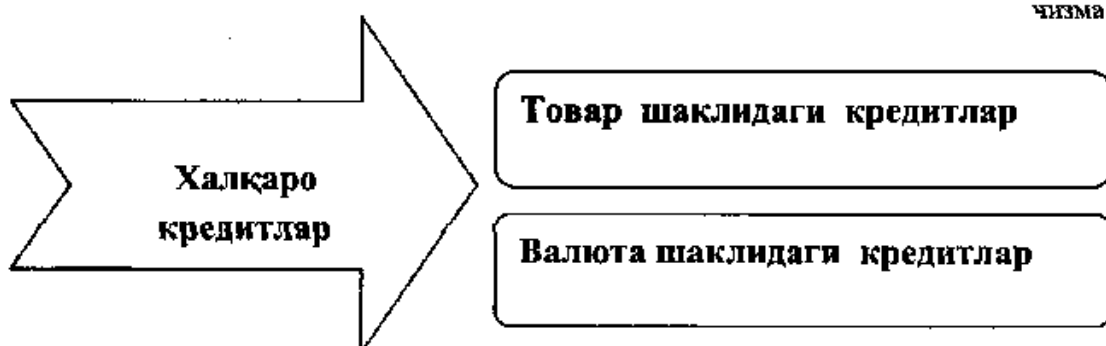 чизма
Товар шаклидаги кредитлар
Халқаро
кредитлар
Валюта шаклидаги кредитлар